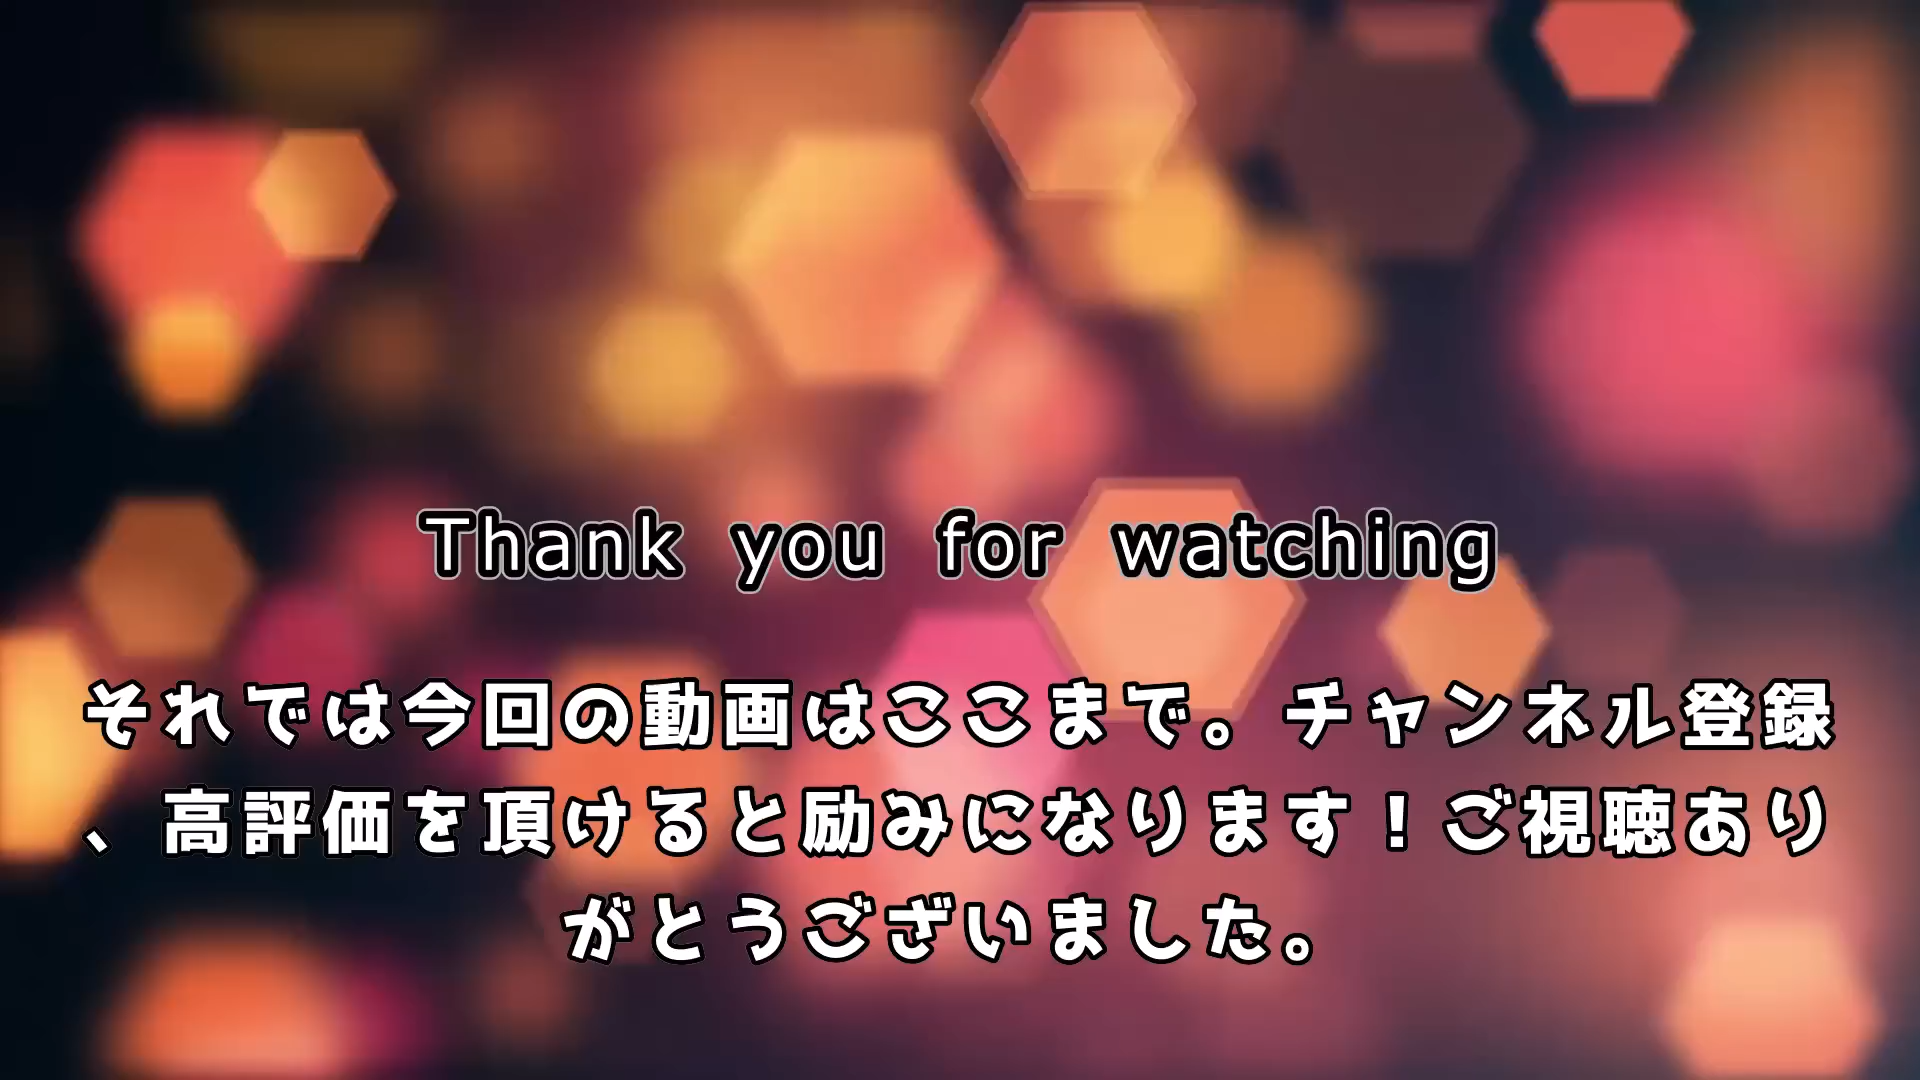 Thank you for watching
それでは今回の動画はここまで。チャンネル登録
、高評価を頂けると励みになります！ご視聴あり
がとうございました。